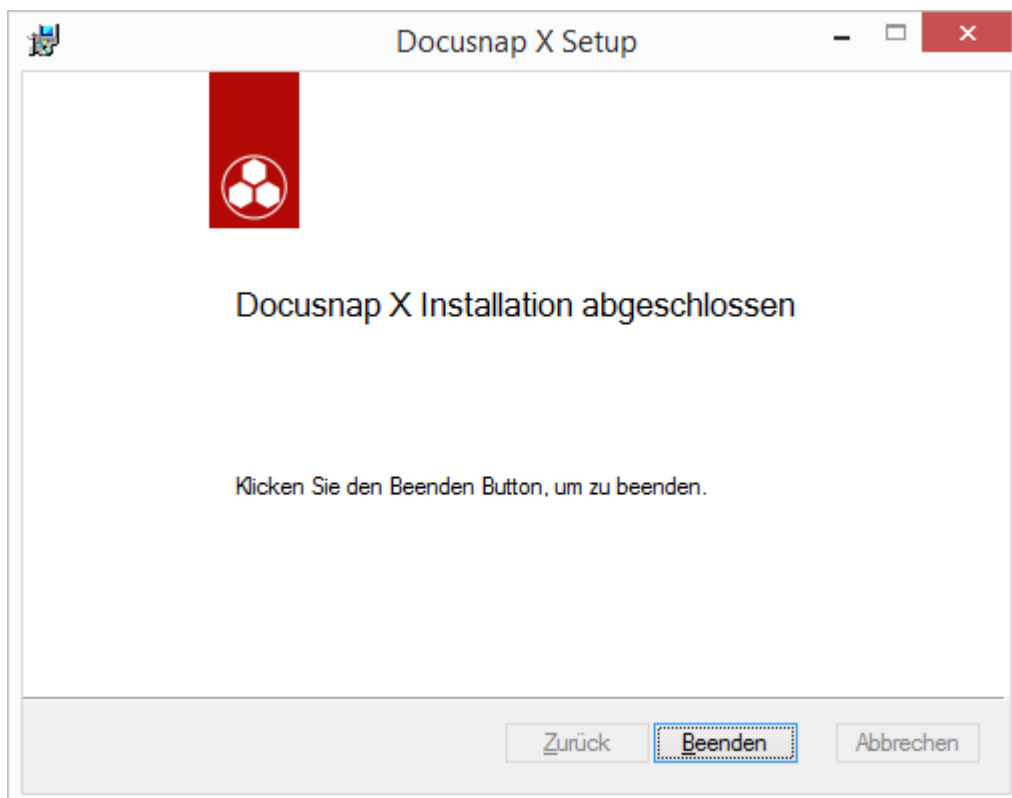 Docusnap X Setup
Docusnap X Installation abgeschlossen
Klicken Sie den Beenden Button, um zu beenden.
Zurück Beenden Abbrechen